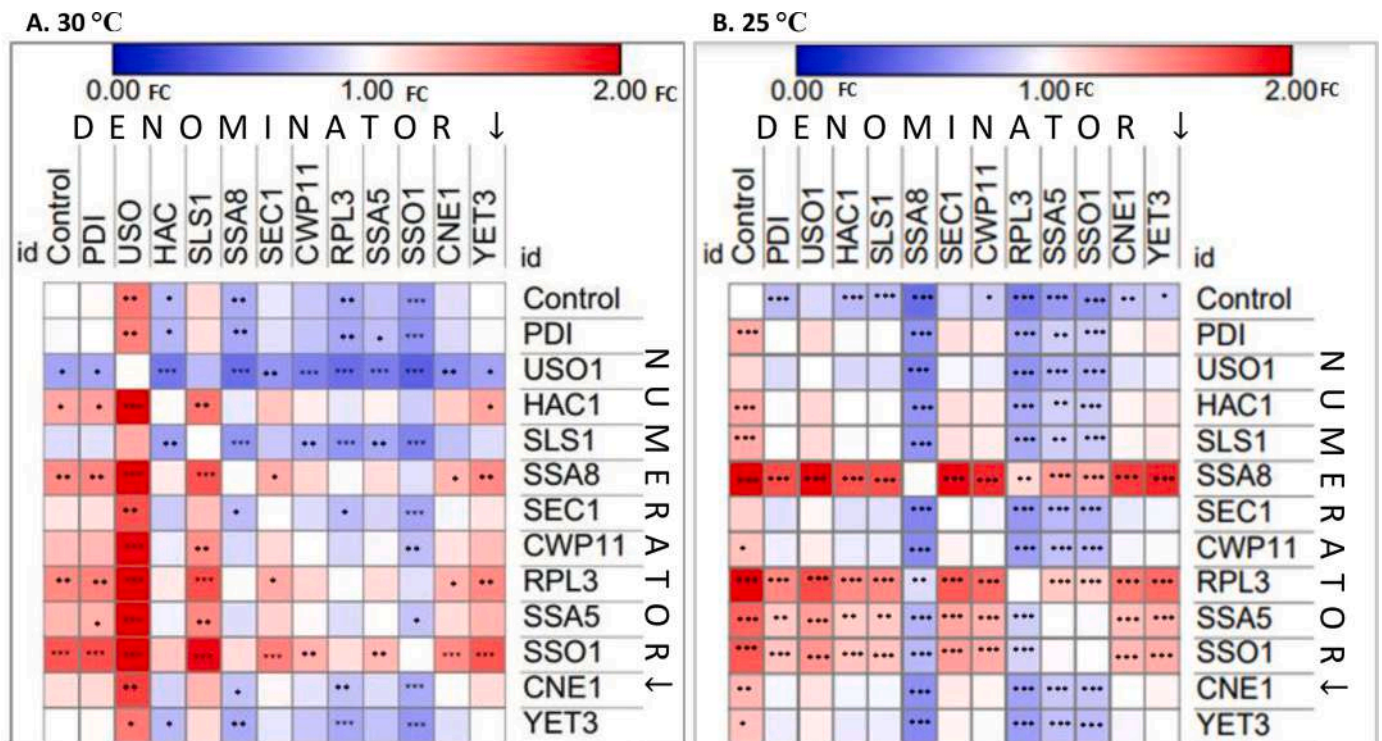 A. 30 °C
B. 25 °C
0.00 FC 1.00 FC 2.00 FC
0.00 FC 1.00 FC 2.00 FC
D E N O M I N A T O R ↓
D E N O M I N A T O R ↓
id Control PDI USO HAC SLS1 SSA8 SEC1 CWP11 RPL3 SSA5 SSO1 CNE1 YET3 id
id Control PDI USO1 HAC1 SLS1 SSA8 SEC1 CWP11 RPL3 SSA5 SSO1 CNE1 YET3 id
Control
PDI
USO1
HAC1
SLS1
SSA8
SEC1
CWP11
RPL3
SSA5
SSO1
CNE1
YET3
N U M E R A T O R ↓
Control
PDI
USO1
HAC1
SLS1
SSA8
SEC1
CWP11
RPL3
SSA5
SSO1
CNE1
YET3
N U M E R A T O R ↓